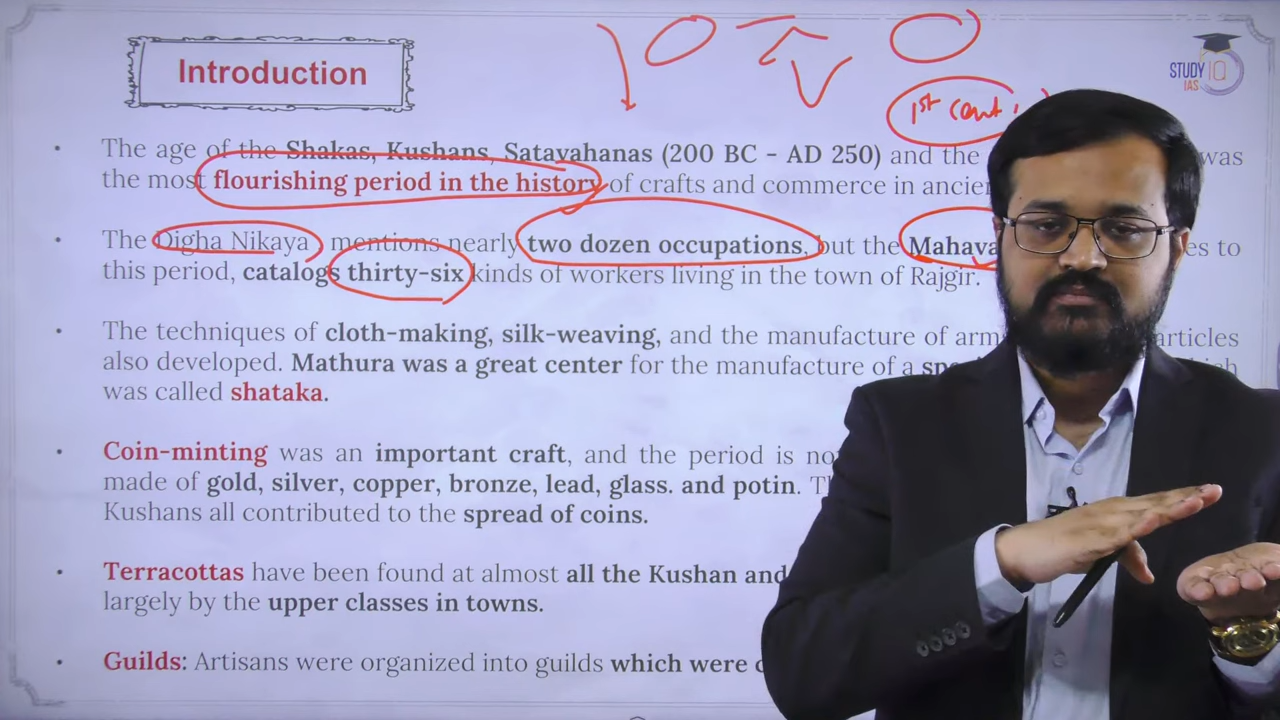 Introduction
STUDY IQ
IAS
1st cent
• The age of the Shakas, Kushans, Satavahanas (200 BC - AD 250) and the was
the most flourishing period in the history of crafts and commerce in
• The Digha Nikaya mentions nearly two dozen occupations, but the to
this period, catalogs thirty-six kinds of workers living in the town of Rajgir.
• The techniques of cloth-making, silk-weaving, and the manufacture of articles
also developed. Mathura was a great center for the manufacture of a
was called shataka.
• Coin-minting was an important craft, and the period is
made of gold, silver, copper, bronze, lead, glass. and potin.
Kushans all contributed to the spread of coins.
• Terracottas have been found at almost all the Kushan and
largely by the upper classes in towns.
• Guilds: Artisans were organized into guilds which were